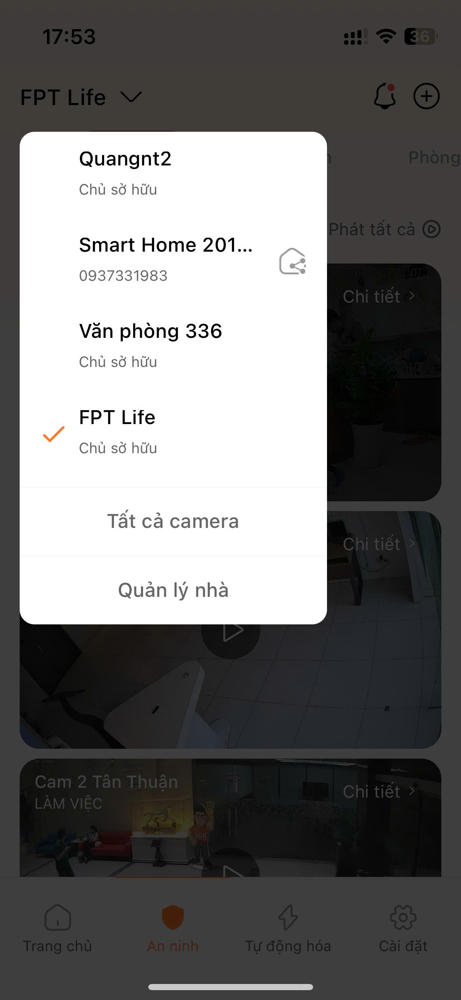 17:53
36
FPT Life
Phòng
Quangnt2
Chủ sở hữu
Phát tất cả
Smart Home 201...
0937331983
Chi tiết
Văn phòng 336
Chủ sở hữu
FPT Life
Chủ sở hữu
Tất cả camera
Chi tiết
Quản lý nhà
Cam 2 Tân Thuận
LÀM VIỆC
Chi tiết
Hi5
Trang chủ
An ninh
Tự động hóa
Cài đặt